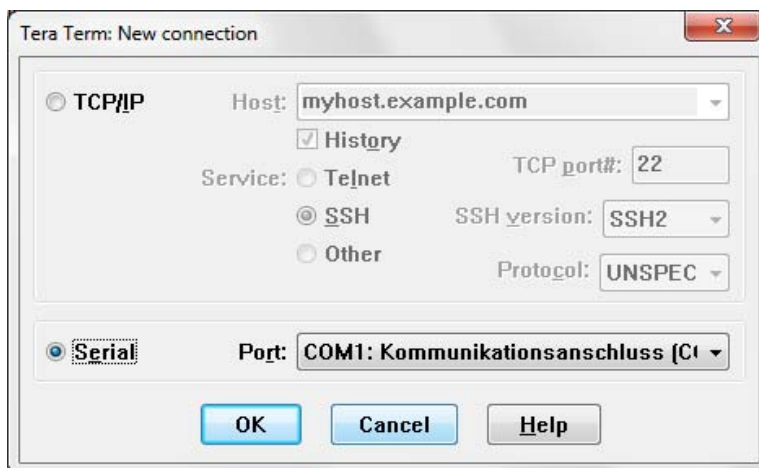 Tera Term: New connection
TCP/IP
Host: myhost.example.com
History
Service: Telnet
TCP port#: 22
SSH
SSH version: SSH2
Other
Protocol: UNSPEC
Serial
Port: COM1: Kommunikationsanschluss (C
OK
Cancel
Help